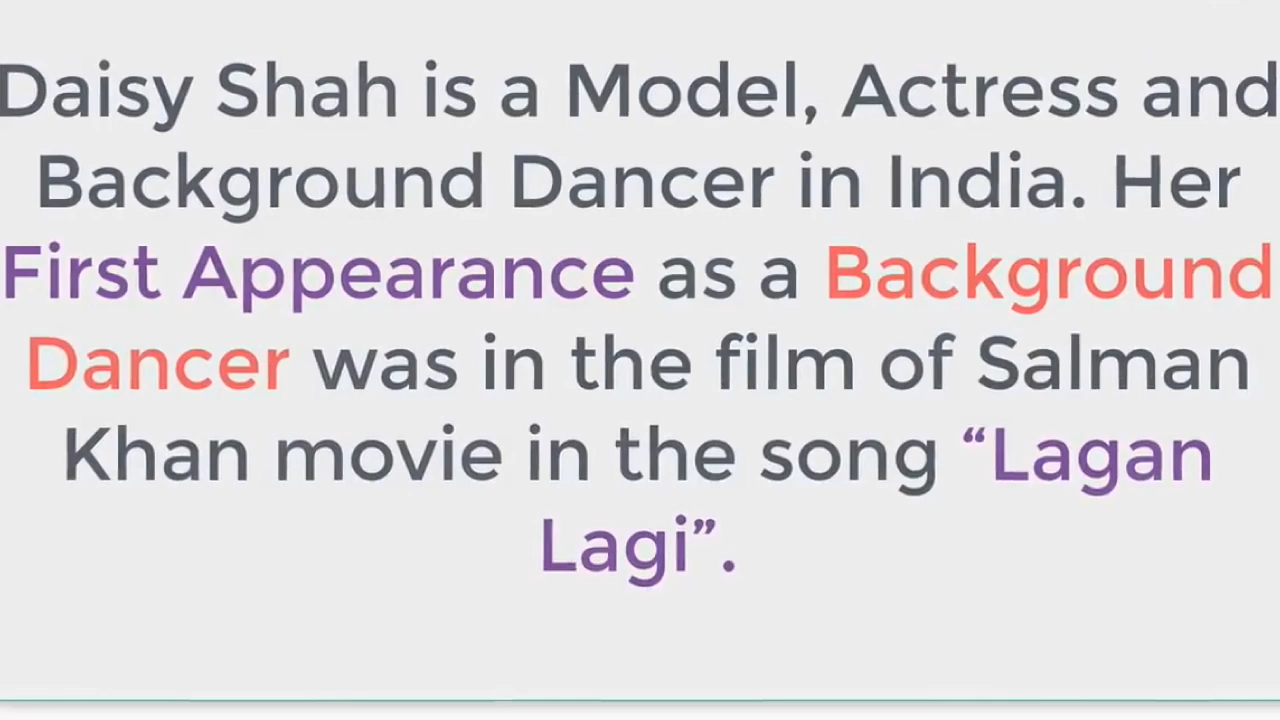 Daisy Shah is a Model, Actress and
Background Dancer in India. Her
First Appearance as a Background
Dancer was in the film of Salman
Khan movie in the song “Lagan
Lagi”.